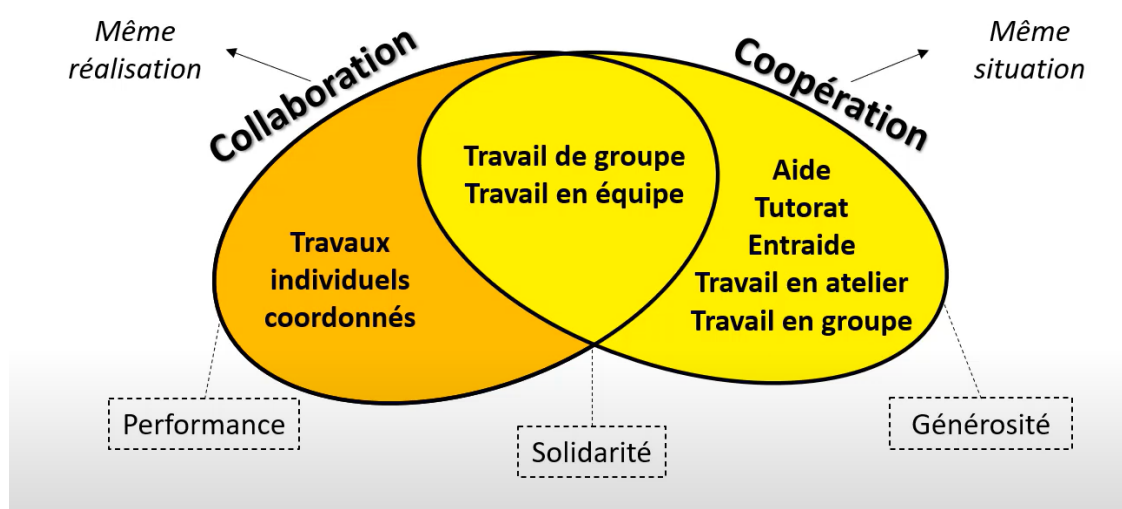 Même
réalisation
Collaboration
Coopération
Même
situation
Travail de groupe
Travail en équipe
Travaux
individuels
coordonnés
Aide
Tutorat
Entraide
Travail en atelier
Travail en groupe
Performance
Solidarité
Générosité